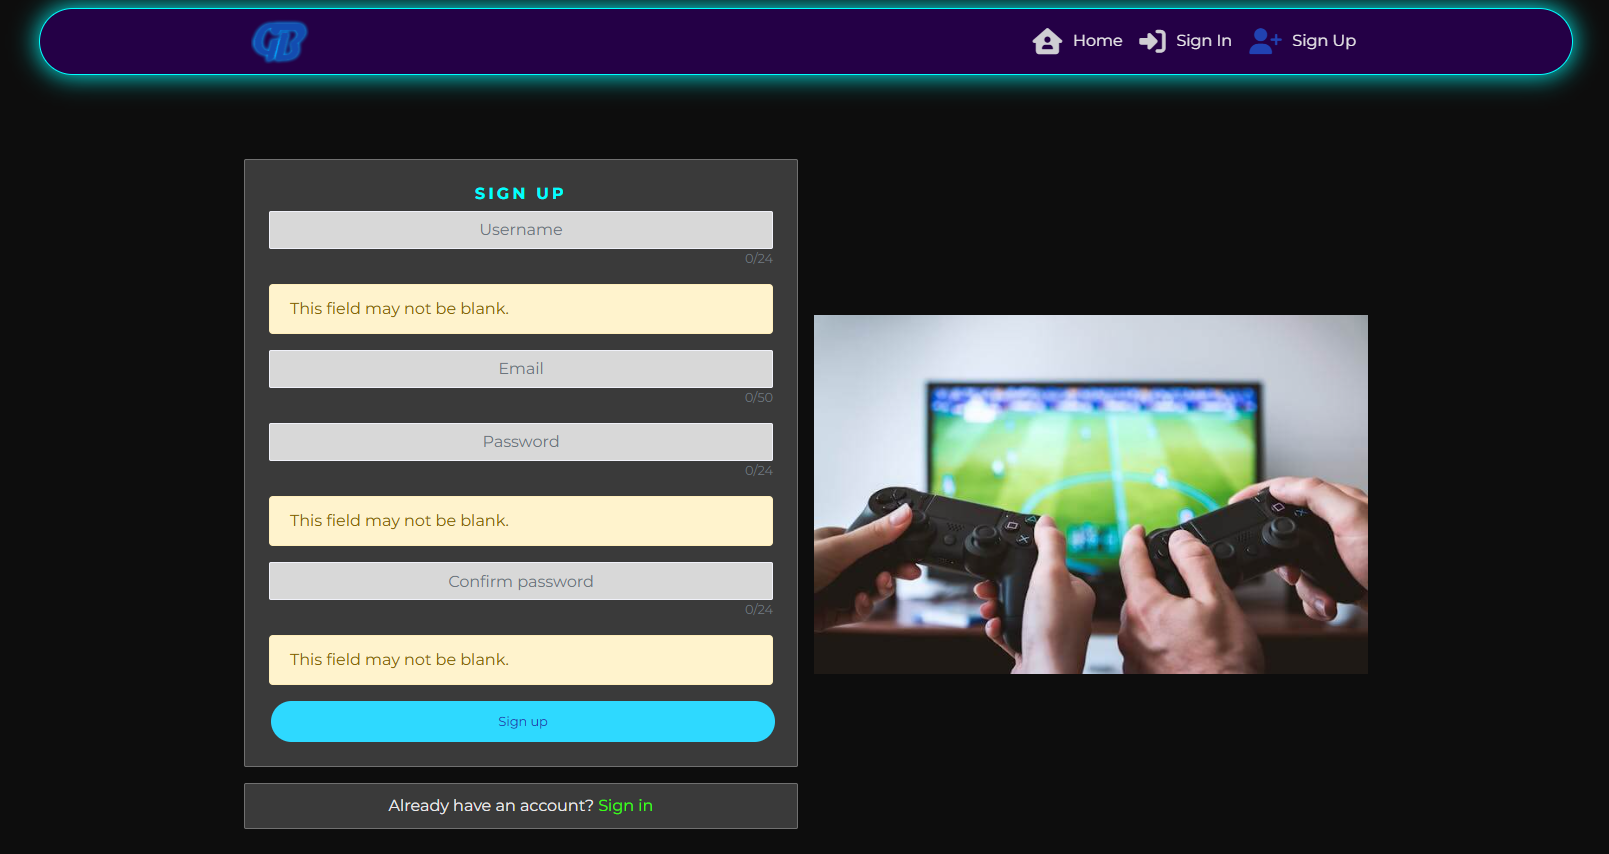 GB
Home
Sign In
Sign Up
SIGN UP
Username
0/24
This field may not be blank.
Email
0/50
Password
0/24
This field may not be blank.
Confirm password
0/24
This field may not be blank.
Sign up
Already have an account? Sign in